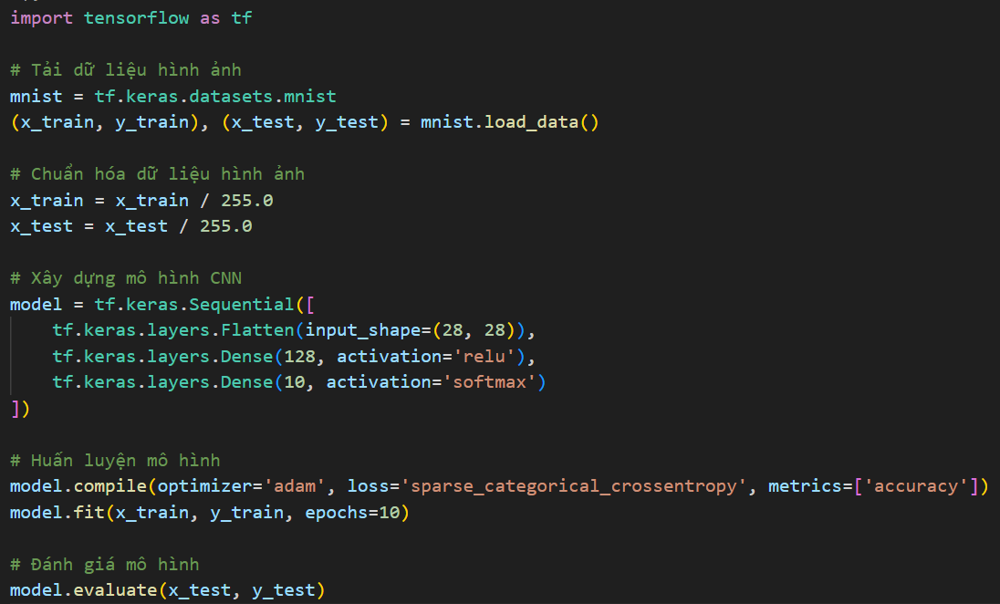 import tensorflow as tf
# Tải dữ liệu hình ảnh
mnist = tf.keras.datasets.mnist
(x_train, y_train), (x_test, y_test) = mnist.load_data()
# Chuẩn hóa dữ liệu hình ảnh
x_train = x_train / 255.0
x_test = x_test / 255.0
# Xây dựng mô hình CNN
model = tf.keras.Sequential([
    tf.keras.layers.Flatten(input_shape=(28, 28)),
    tf.keras.layers.Dense(128, activation='relu'),
    tf.keras.layers.Dense(10, activation='softmax')
])
# Huấn luyện mô hình
model.compile(optimizer='adam', loss='sparse_categorical_crossentropy', metrics=['accuracy'])
model.fit(x_train, y_train, epochs=10)
# Đánh giá mô hình
model.evaluate(x_test, y_test)